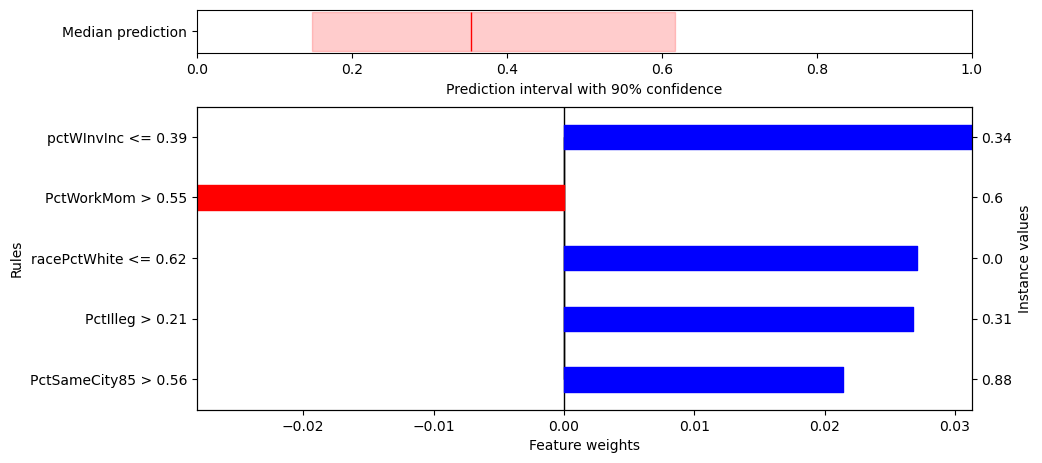 Median prediction
0.0 0.2 0.4 0.6 0.8 1.0
Prediction interval with 90% confidence
pctWInvInc <= 0.39 0.34
PctWorkMom > 0.55 0.6
racePctWhite <= 0.62 0.0
PctIlleg > 0.21 0.31
PctSameCity85 > 0.56 0.88
Rules
Instance values
−0.02 −0.01 0.00 0.01 0.02 0.03
Feature weights